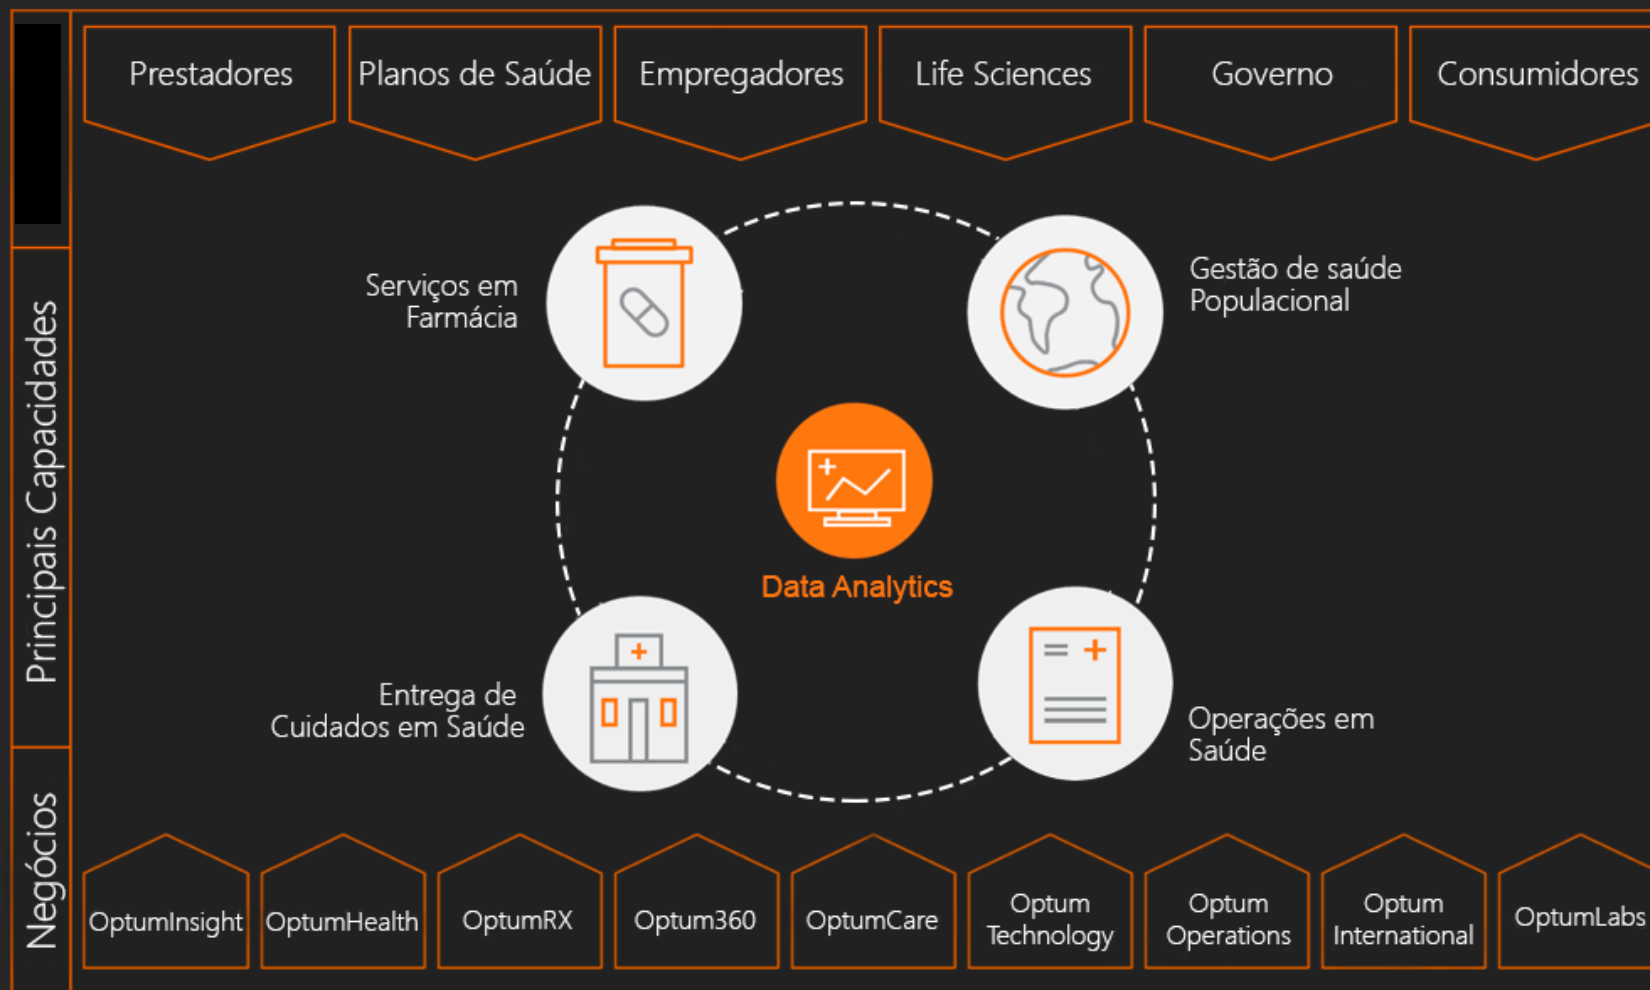 Prestadores
Planos de Saúde
Empregadores
Life Sciences
Governo
Consumidores
Principais Capacidades
Serviços em
Farmácia
Gestão de saúde
Populacional
Data Analytics
Entrega de
Cuidados em Saúde
Operações em
Saúde
Negócios
OptumInsight
OptumHealth
OptumRX
Optum360
OptumCare
Optum
Technology
Optum
Operations
Optum
International
OptumLabs